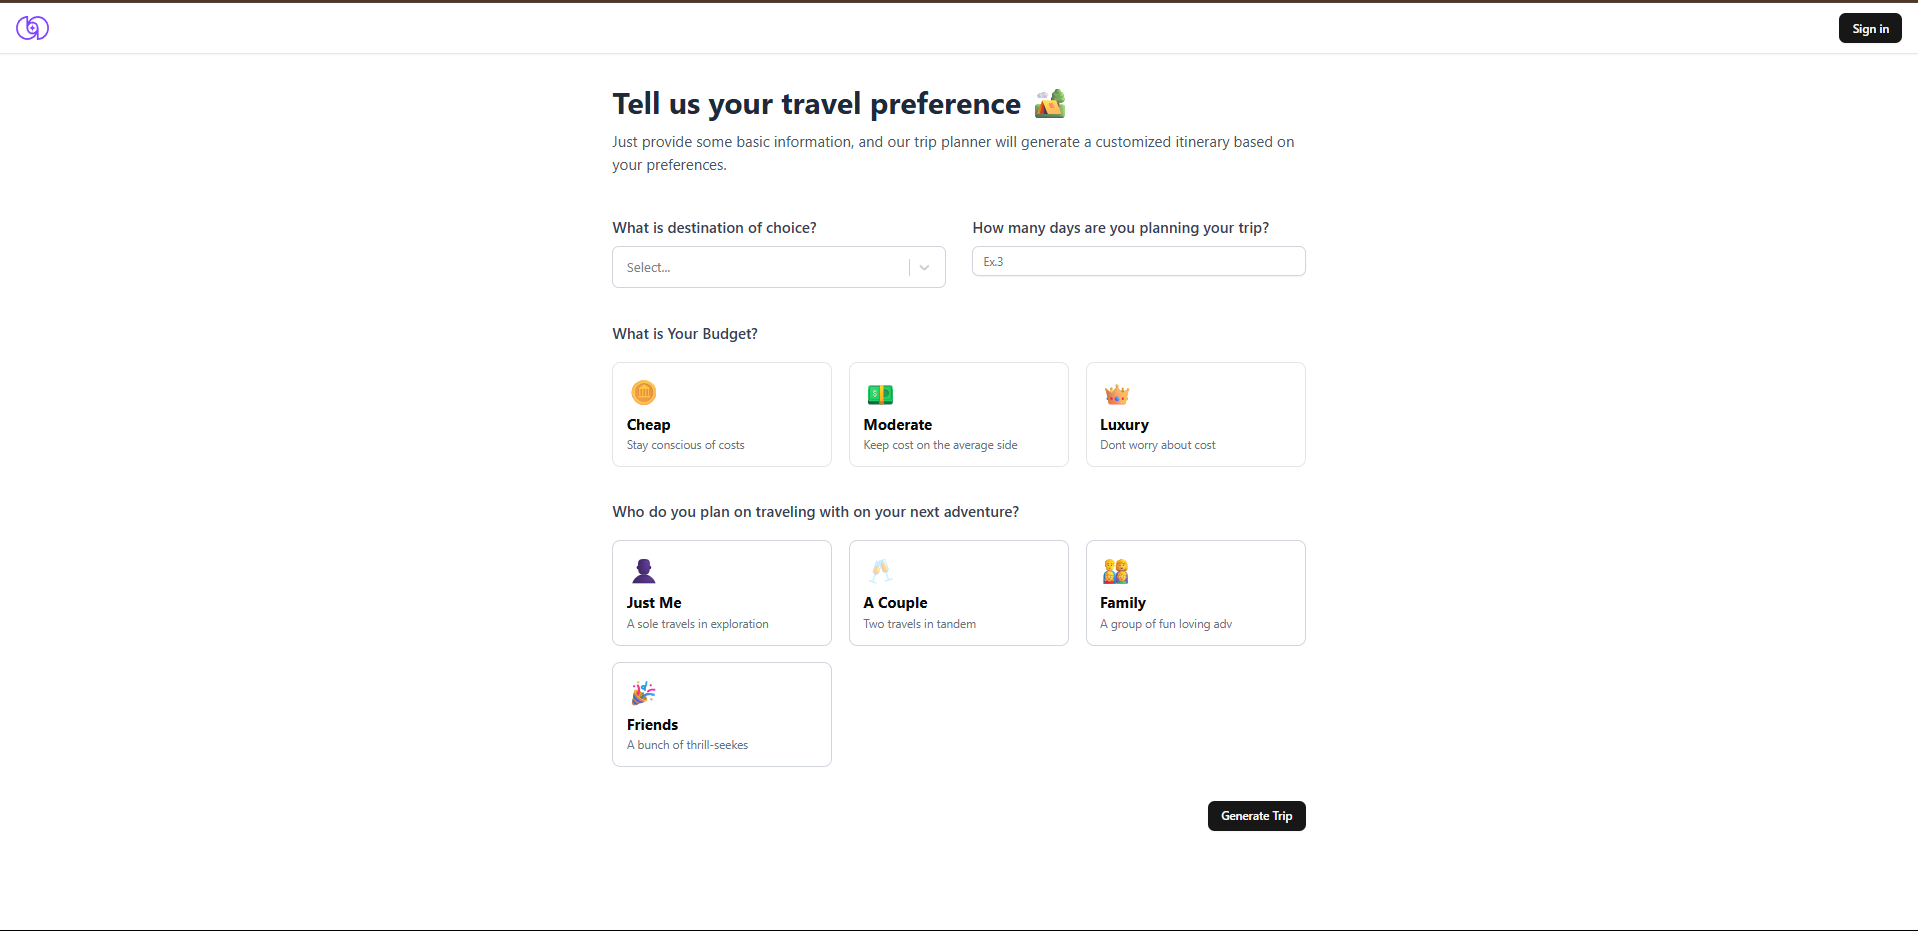 Sign in
Tell us your travel preference
Just provide some basic information, and our trip planner will generate a customized itinerary based on
your preferences.
What is destination of choice?
How many days are you planning your trip?
Select...
Ex.3
What is Your Budget?
Cheap
Stay conscious of costs
Moderate
Keep cost on the average side
Luxury
Dont worry about cost
Who do you plan on traveling with on your next adventure?
Just Me
A sole travels in exploration
A Couple
Two travels in tandem
Family
A group of fun loving adv
Friends
A bunch of thrill-seekes
Generate Trip